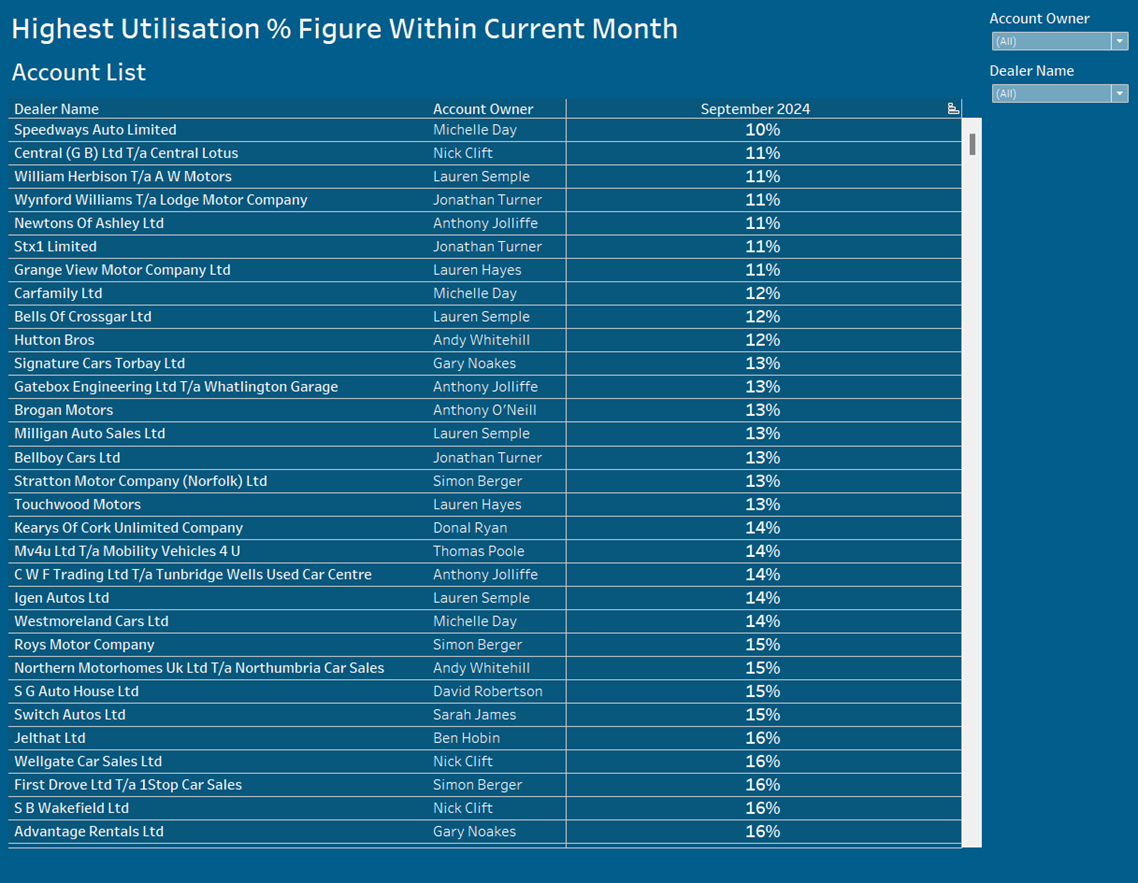 Highest Utilisation % Figure Within Current Month
Account List
Account Owner
(All)
Dealer Name
(All)
Dealer Name Account Owner September 2024
Speedways Auto Limited Michelle Day 10%
Central (G B) Ltd T/a Central Lotus Nick Clift 11%
William Herbison T/a A W Motors Lauren Semple 11%
Wynford Williams T/a Lodge Motor Company Jonathan Turner 11%
Newtons Of Ashley Ltd Anthony Jolliffe 11%
Stx1 Limited Jonathan Turner 11%
Grange View Motor Company Ltd Lauren Hayes 11%
Carfamily Ltd Michelle Day 12%
Bells Of Crossgar Ltd Lauren Semple 12%
Hutton Bros Andy Whitehill 12%
Signature Cars Torbay Ltd Gary Noakes 13%
Gatebox Engineering Ltd T/a Whatlington Garage Anthony Jolliffe 13%
Brogan Motors Anthony O'Neill 13%
Milligan Auto Sales Ltd Lauren Semple 13%
Bellboy Cars Ltd Jonathan Turner 13%
Stratton Motor Company (Norfolk) Ltd Simon Berger 13%
Touchwood Motors Lauren Hayes 13%
Kearys Of Cork Unlimited Company Donal Ryan 14%
Mv4u Ltd T/a Mobility Vehicles 4 U Thomas Poole 14%
C W F Trading Ltd T/a Tunbridge Wells Used Car Centre Anthony Jolliffe 14%
Igen Autos Ltd Lauren Semple 14%
Westmoreland Cars Ltd Michelle Day 14%
Roys Motor Company Simon Berger 15%
Northern Motorhomes Uk Ltd T/a Northumbria Car Sales Andy Whitehill 15%
S G Auto House Ltd David Robertson 15%
Switch Autos Ltd Sarah James 15%
Jelthat Ltd Ben Hobin 16%
Wellgate Car Sales Ltd Nick Clift 16%
First Drove Ltd T/a 1Stop Car Sales Simon Berger 16%
S B Wakefield Ltd Nick Clift 16%
Advantage Rentals Ltd Gary Noakes 16%